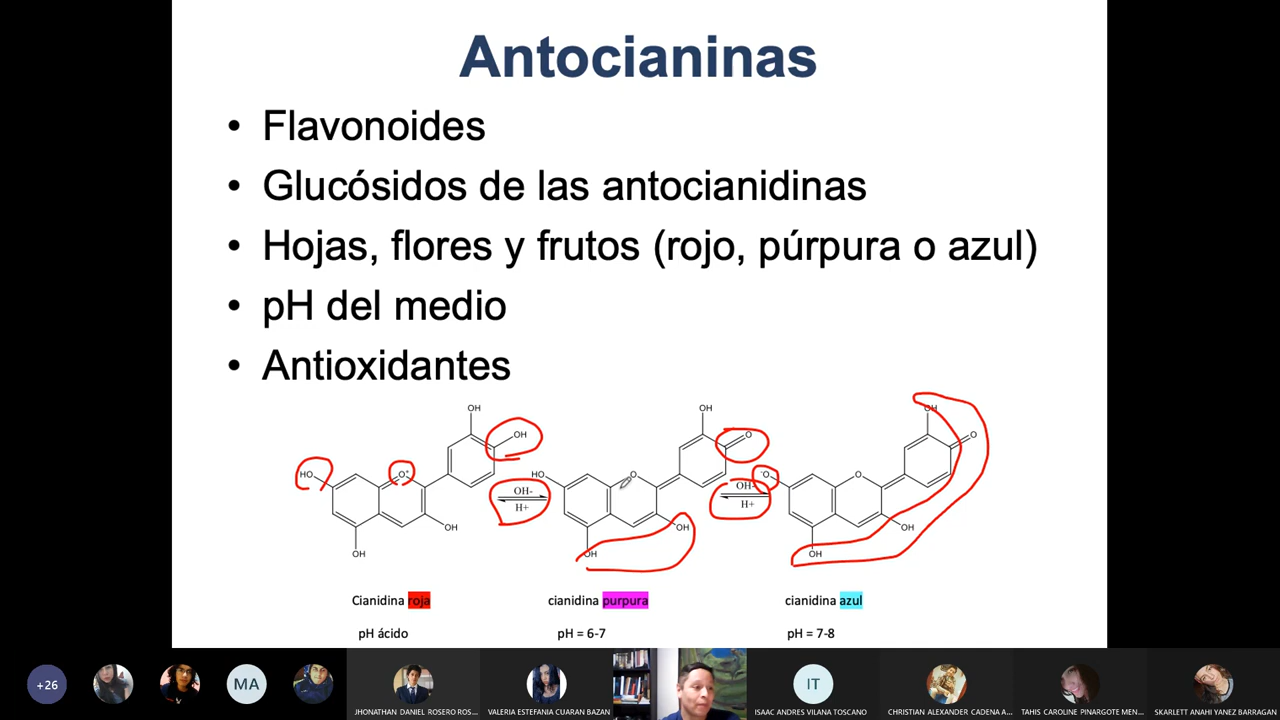 Antocianinas
• Flavonoides
• Glucósidos de las antocianidinas
• Hojas, flores y frutos (rojo, púrpura o azul)
• pH del medio
• Antioxidantes
OH OH OH
OH O O
HO O+ HO O -O O
OH- OH-
H+ H+
OH OH OH
OH OH OH
Cianidina roja cianidina purpura cianidina azul
pH ácido pH = 6-7 pH = 7-8
+26 MA IT
JHONATHAN DANIEL ROSERO ROS... VALERIA ESTEFANIA CUARAN BAZAN ISAAC ANDRES VILANA TOSCANO CHRISTIAN ALEXANDER CADENA A... TAHIS CAROLINE PINARGOTE MEN... SKARLETT ANAHI YANEZ BARRAGAN